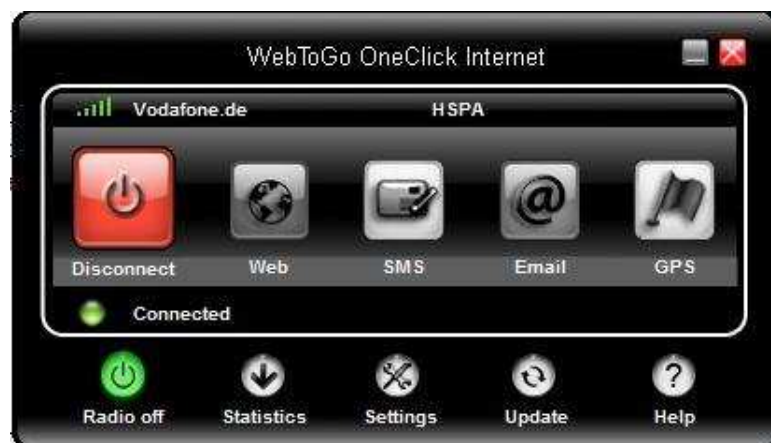 WebToGo OneClick Internet
Vodafone.de HSPA
Disconnect Web SMS Email GPS
Connected
Radio off Statistics Settings Update Help